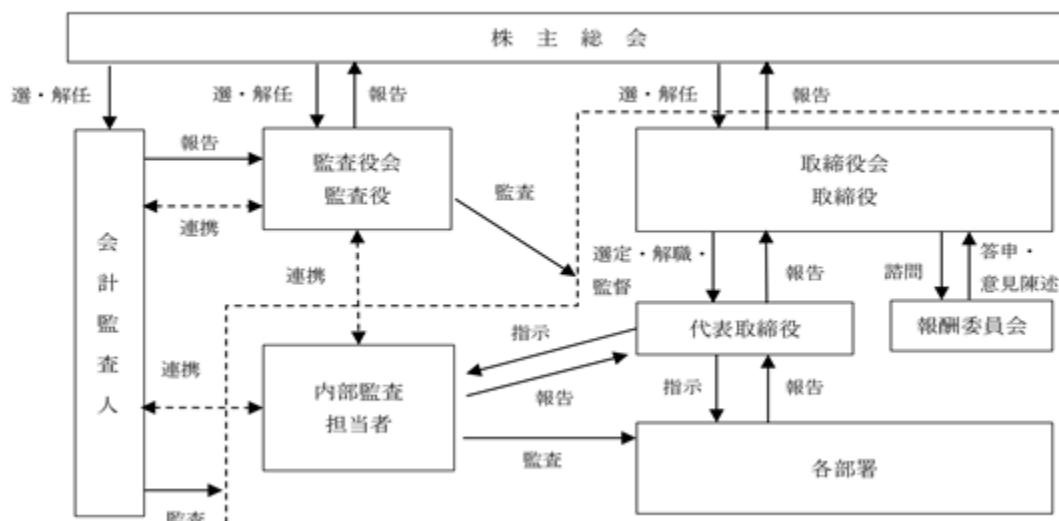 株主総会
選・解任
選・解任
報告
選・解任
報告
報告
監査役会
監査役
監査
取締役会
取締役
連携
会計監査人
連携
選定・解職・
監督
報告
諮問
答申・
意見陳述
指示
代表取締役
報酬委員会
連携
内部監査
担当者
報告
指示
報告
監査
各部署
監査